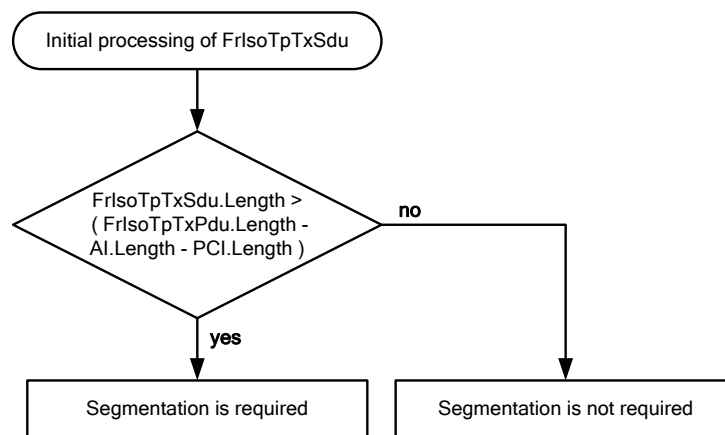 Initial processing of FrIsoTpTxSdu
FrIsoTpTxSdu.Length >
( FrIsoTpTxPdu.Length -
AI.Length - PCI.Length )
no
yes
Segmentation is required
Segmentation is not required